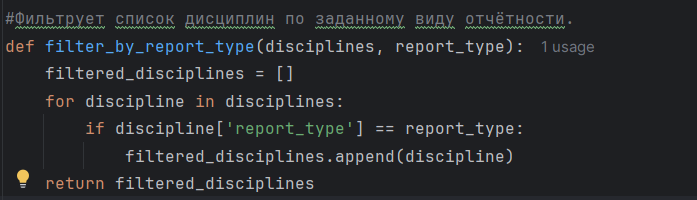 #Фильтрует список дисциплин по заданному виду отчётности.
def filter_by_report_type(disciplines, report_type):  1 usage
    filtered_disciplines = []
    for discipline in disciplines:
        if discipline['report_type'] == report_type:
            filtered_disciplines.append(discipline)
    return filtered_disciplines